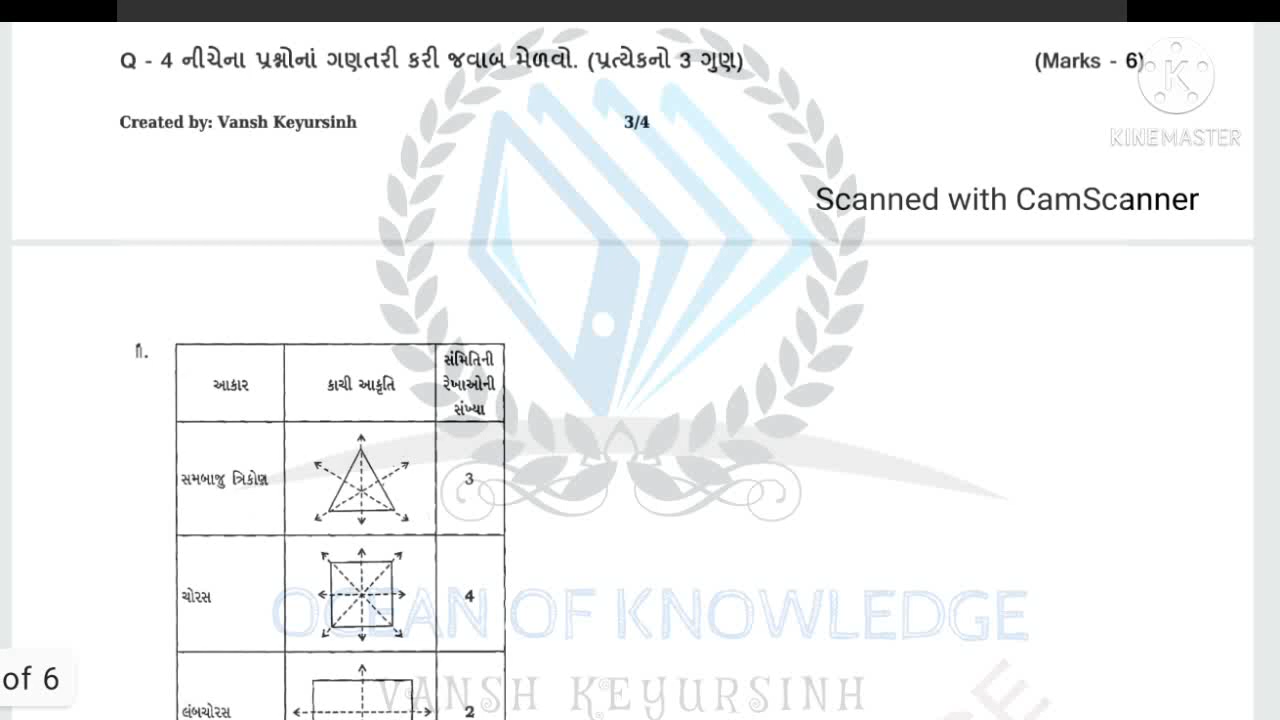 Q - 4 નીચેના પ્રશ્નોનાં ગણતરી કરી જવાબ મેળવો. (પ્રત્યેકનો 3 ગુણ) (Marks - 6)
KINEMASTER
Created by: Vansh Keyursinh 3/4
Scanned with CamScanner
1.
આકાર કાચી આકૃતિ સંમિતિની રેખાઓની સંખ્યા
સમબાજુ ત્રિકોણ 3
ચોરસ 4
OCEAN OF KNOWLEDGE
of 6
VANSH KEYURSINH
લંબચોરસ 2